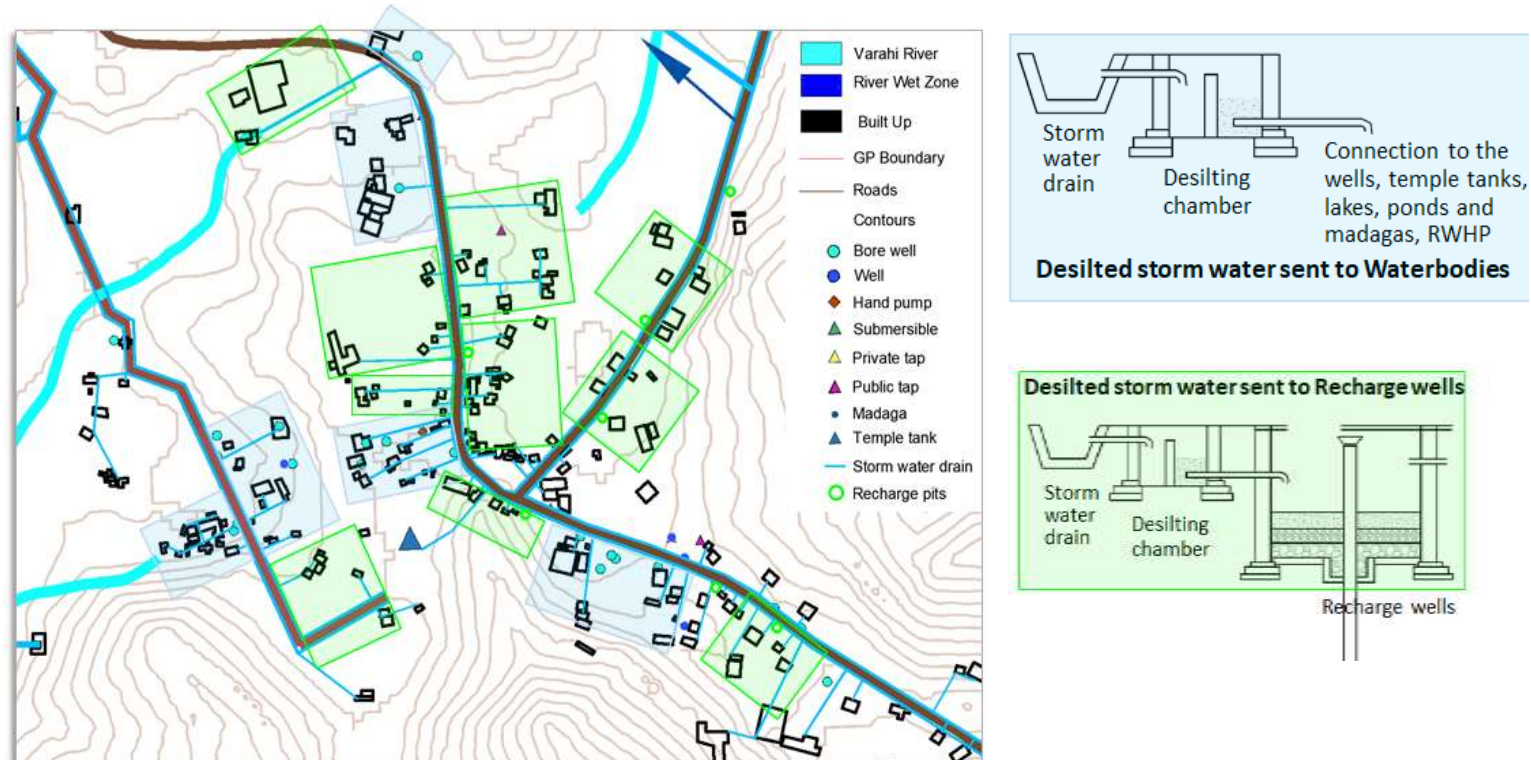 Varahi River
River Wet Zone
Built Up
GP Boundary
Roads
Contours
Bore well
Well
Hand pump
Submersible
Private tap
Public tap
Madaga
Temple tank
Storm water drain
Recharge pits
Storm
water
drain
Desilting
chamber
Connection to the
wells, temple tanks,
lakes, ponds and
madagas, RWHP
Desilted storm water sent to Waterbodies
Desilted storm water sent to Recharge wells
Storm
water
drain
Desilting
chamber
Recharge wells